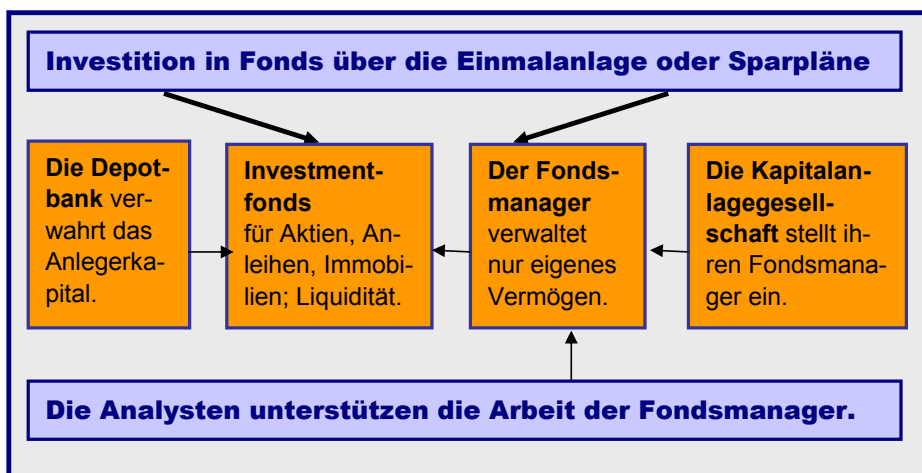 Investition in Fonds über die Einmalanlage oder Sparpläne
Die Depot-
bank ver-
wahrt das
Anlegerka-
pital.
Investment-
fonds
für Aktien, An-
leihen, Immobi-
lien; Liquidität.
Der Fonds-
manager
verwaltet
nur eigenes
Vermögen.
Die Kapitalan-
lagegesell-
schaft stellt ih-
ren Fondsmana-
ger ein.
Die Analysten unterstützen die Arbeit der Fondsmanager.